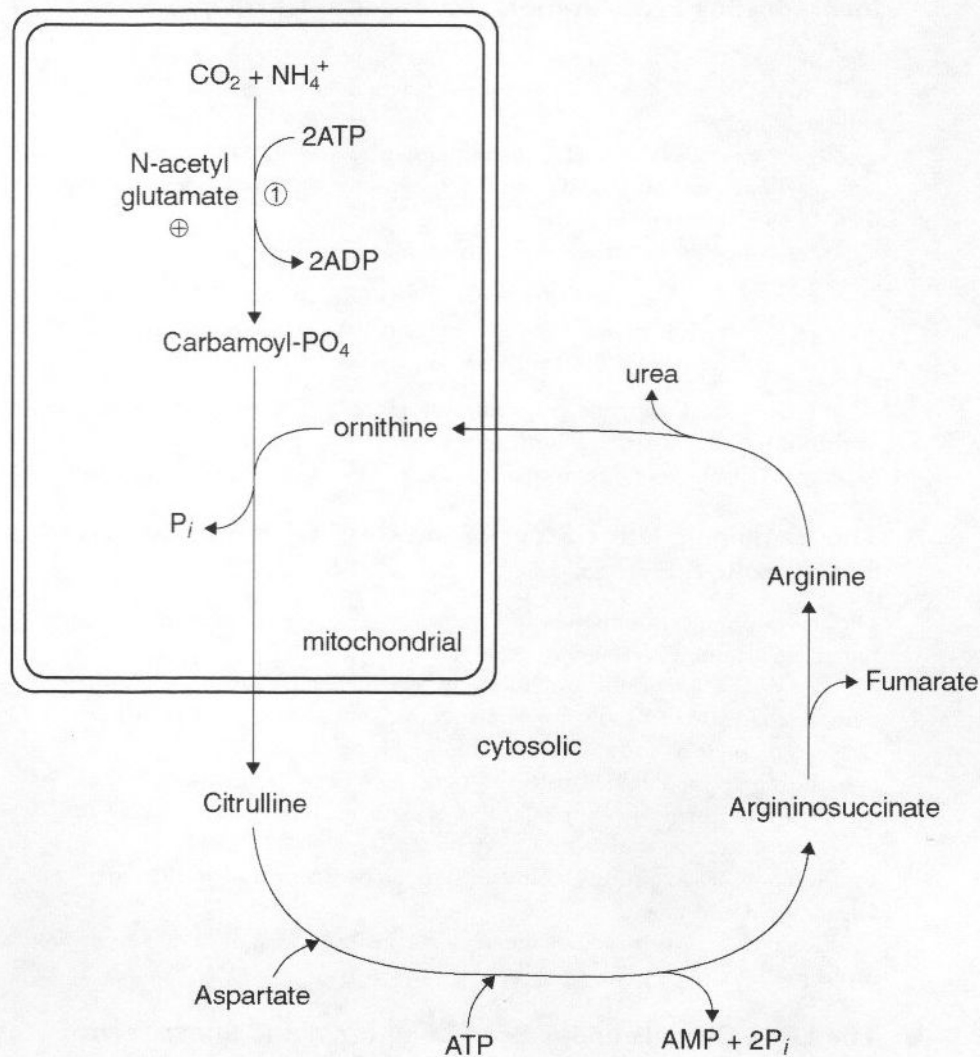 CO₂ + NH₄⁺
2ATP
N-acetyl
glutamate
①
⊕
2ADP
Carbamoyl-PO₄
urea
ornithine
Pᵢ
Arginine
mitochondrial
Fumarate
cytosolic
Citrulline
Argininosuccinate
Aspartate
ATP
AMP + 2Pᵢ